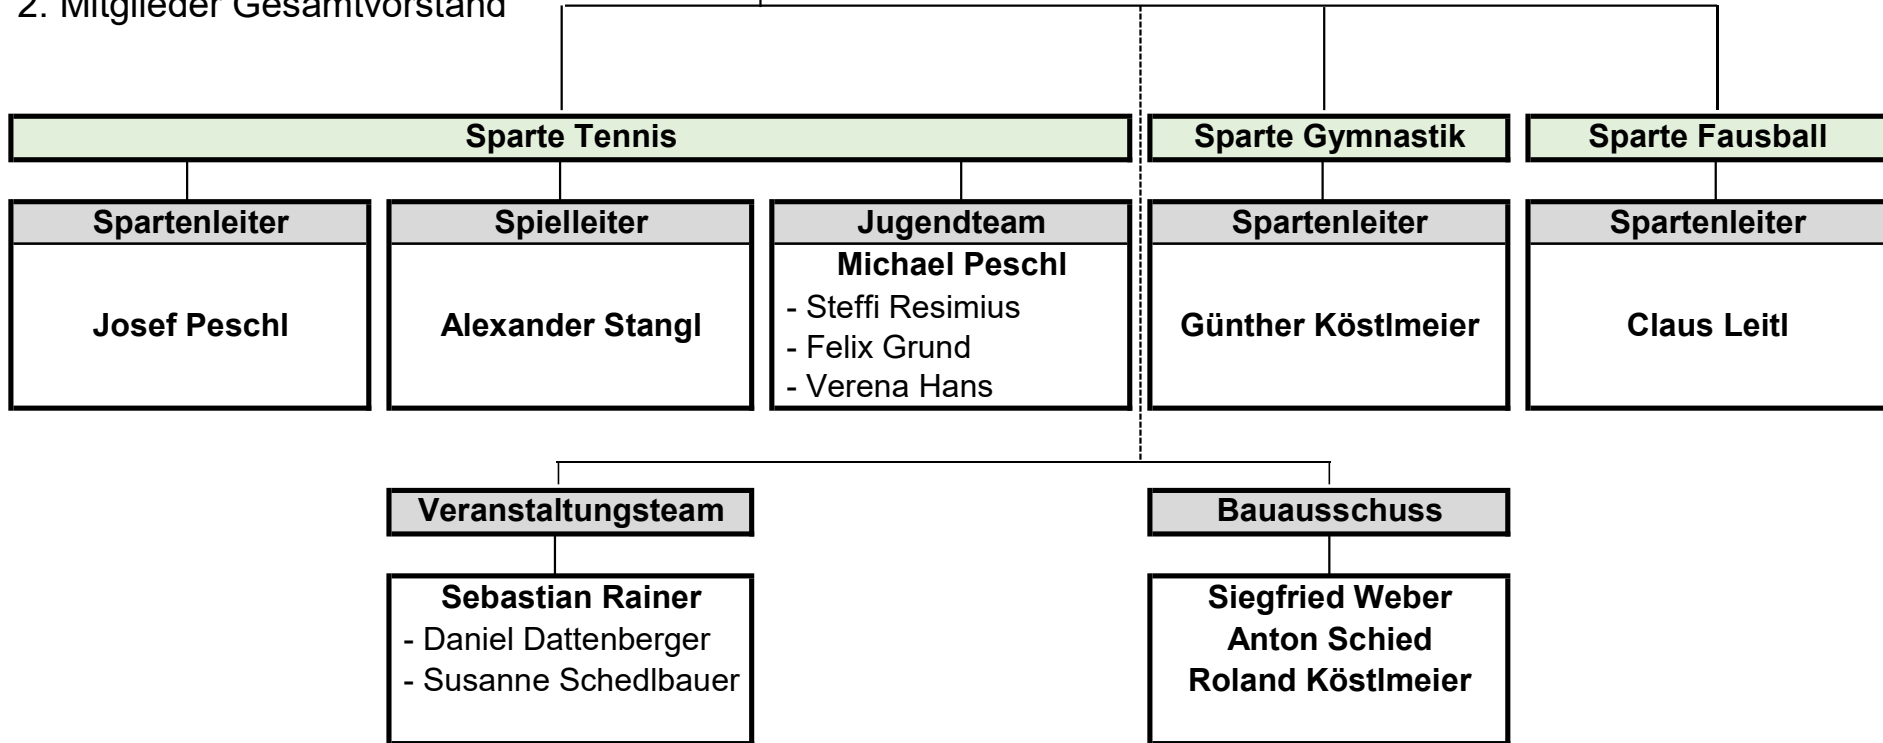 2. Mitglieder Gesamtvorstand
Sparte Tennis
Sparte Gymnastik
Sparte Fausball
Spartenleiter
Josef Peschl
Spielleiter
Alexander Stangl
Jugendteam
Michael Peschl
- Steffi Resimius
- Felix Grund
- Verena Hans
Spartenleiter
Günther Köstlmeier
Spartenleiter
Claus Leitl
Veranstaltungsteam
Sebastian Rainer
- Daniel Dattenberger
- Susanne Schedlbauer
Bauausschuss
Siegfried Weber
Anton Schied
Roland Köstlmeier